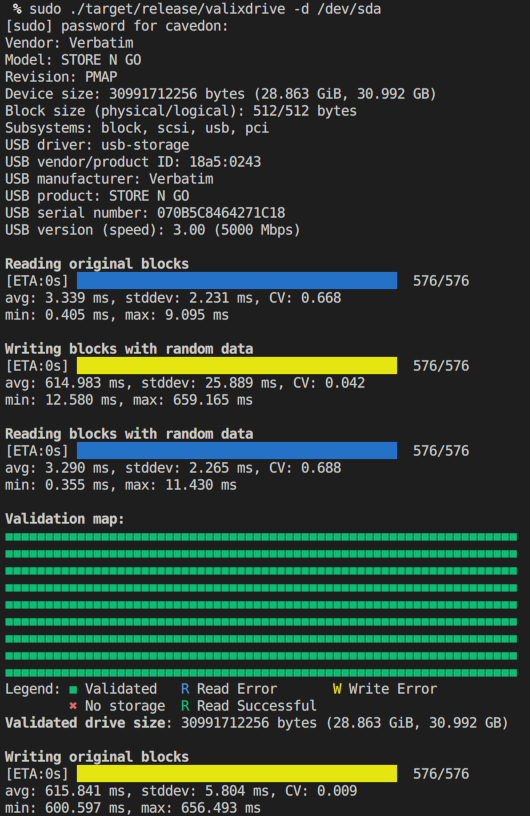 % sudo ./target/release/valixdrive -d /dev/sda
[sudo] password for cavedon:
Vendor: Verbatim
Model: STORE N GO
Revision: PMAP
Device size: 30991712256 bytes (28.863 GiB, 30.992 GB)
Block size (physical/logical): 512/512 bytes
Subsystems: block, scsi, usb, pci
USB driver: usb-storage
USB vendor/product ID: 18a5:0243
USB manufacturer: Verbatim
USB product: STORE N GO
USB serial number: 070B5C8464271C18
USB version (speed): 3.00 (5000 Mbps)
Reading original blocks
[ETA:0s] 576/576
avg: 3.339 ms, stddev: 2.231 ms, CV: 0.668
min: 0.405 ms, max: 9.095 ms
Writing blocks with random data
[ETA:0s] 576/576
avg: 614.983 ms, stddev: 25.889 ms, CV: 0.042
min: 12.580 ms, max: 659.165 ms
Reading blocks with random data
[ETA:0s] 576/576
avg: 3.290 ms, stddev: 2.265 ms, CV: 0.688
min: 0.355 ms, max: 11.430 ms
Validation map:
Legend: ■ Validated R Read Error W Write Error
✖ No storage R Read Successful
Validated drive size: 30991712256 bytes (28.863 GiB, 30.992 GB)
Writing original blocks
[ETA:0s] 576/576
avg: 615.841 ms, stddev: 5.804 ms, CV: 0.009
min: 600.597 ms, max: 656.493 ms